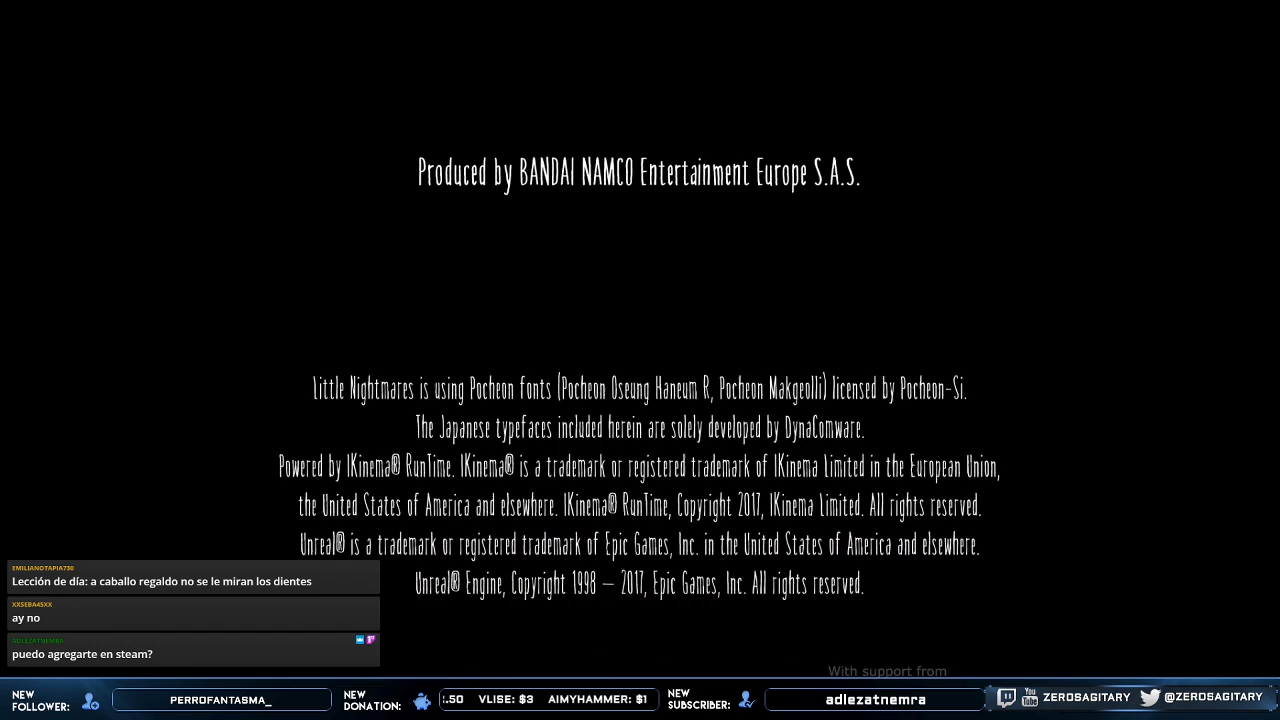 Produced by BANDAI NAMCO Entertainment Europe S.A.S.
Little Nightmares is using Pocheon fonts (Pocheon Oseung Haneum R, Pocheon Makgeolli) licensed by Pocheon-Si.
The Japanese typefaces included herein are solely developed by DynaComware.
Powered by IKinema® RunTime. IKinema® is a trademark or registered trademark of IKinema Limited in the European Union,
the United States of America and elsewhere. IKinema® RunTime, Copyright 2017, IKinema Limited. All rights reserved.
Unreal® is a trademark or registered trademark of Epic Games, Inc. in the United States of America and elsewhere.
Unreal® Engine, Copyright 1998 – 2017, Epic Games, Inc. All rights reserved.
EMILIANOTAPIA730
Lección de día: a caballo regaldo no se le miran los dientes
XXSEBA45XX
ay no
ADLEZATNEMRA
puedo agregarte en steam?
With support from
NEW FOLLOWER: PERROFANTASMA_
NEW DONATION: .50 VLISE: $3 AIMYHAMMER: $1
NEW SUBSCRIBER: adlezatnemra
You Tube ZEROSAGITARY @ZEROSAGITARY